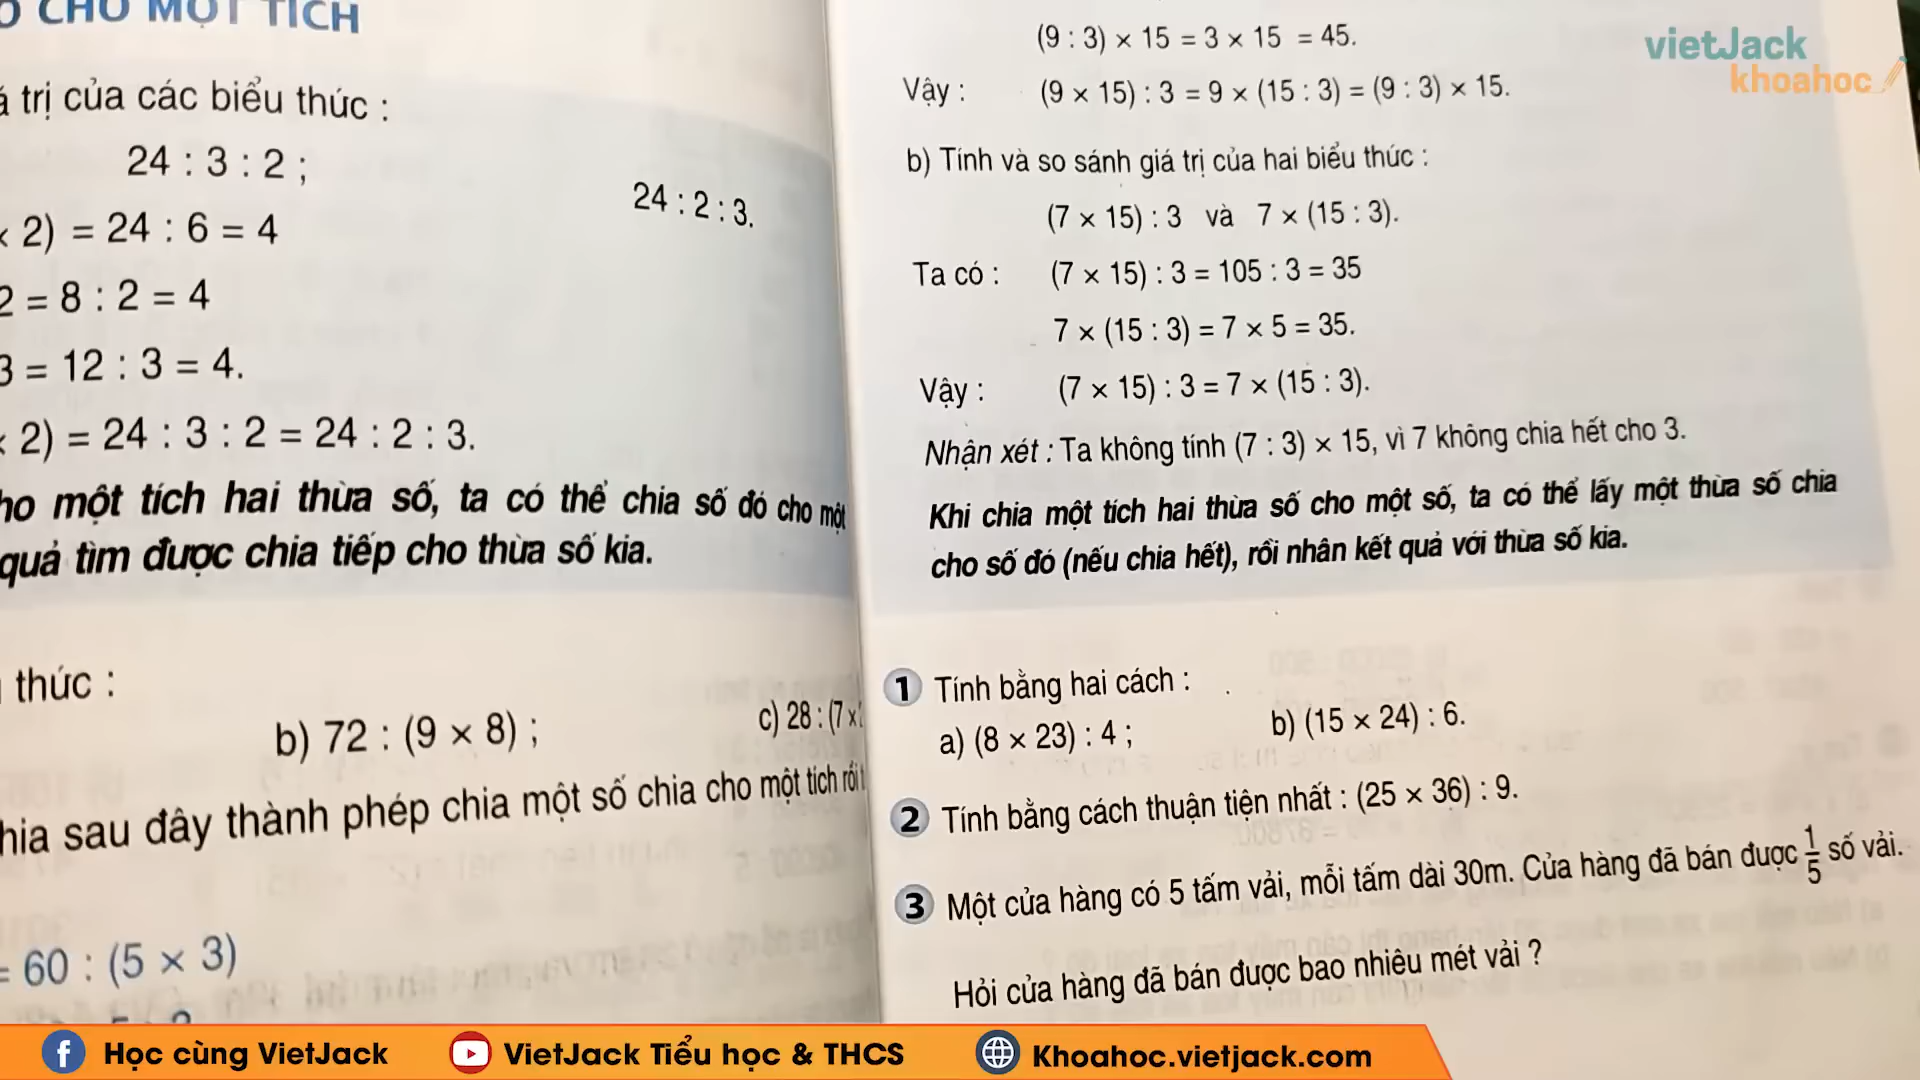 CHO MỘT TÍCH
trị của các biểu thức :
24 : 3 : 2 ;
24 : 2 : 3.
2) = 24 : 6 = 4
2 = 8 : 2 = 4
3 = 12 : 3 = 4.
2) = 24 : 3 : 2 = 24 : 2 : 3.
một tích hai thừa số, ta có thể chia số đó cho một
quả tìm được chia tiếp cho thừa số kia.
thức :
b) 72 : (9 × 8) ;
c) 28 : (7 ×
sau đây thành phép chia một số chia cho một tích rồi
= 60 : (5 × 3)
(9 : 3) × 15 = 3 × 15 = 45.
Vậy : (9 × 15) : 3 = 9 × (15 : 3) = (9 : 3) × 15.
b) Tính và so sánh giá trị của hai biểu thức :
(7 × 15) : 3 và 7 × (15 : 3).
Ta có : (7 × 15) : 3 = 105 : 3 = 35
7 × (15 : 3) = 7 × 5 = 35.
Vậy : (7 × 15) : 3 = 7 × (15 : 3).
Nhận xét : Ta không tính (7 : 3) × 15, vì 7 không chia hết cho 3.
Khi chia một tích hai thừa số cho một số, ta có thể lấy một thừa số chia
cho số đó (nếu chia hết), rồi nhân kết quả với thừa số kia.
1 Tính bằng hai cách :
a) (8 × 23) : 4 ; b) (15 × 24) : 6.
2 Tính bằng cách thuận tiện nhất : (25 × 36) : 9.
3 Một cửa hàng có 5 tấm vải, mỗi tấm dài 30m. Cửa hàng đã bán được 1/5 số vải.
Hỏi cửa hàng đã bán được bao nhiêu mét vải ?
vietJack
khoahoc
Học cùng VietJack
VietJack Tiểu học & THCS
Khoahoc.vietjack.com